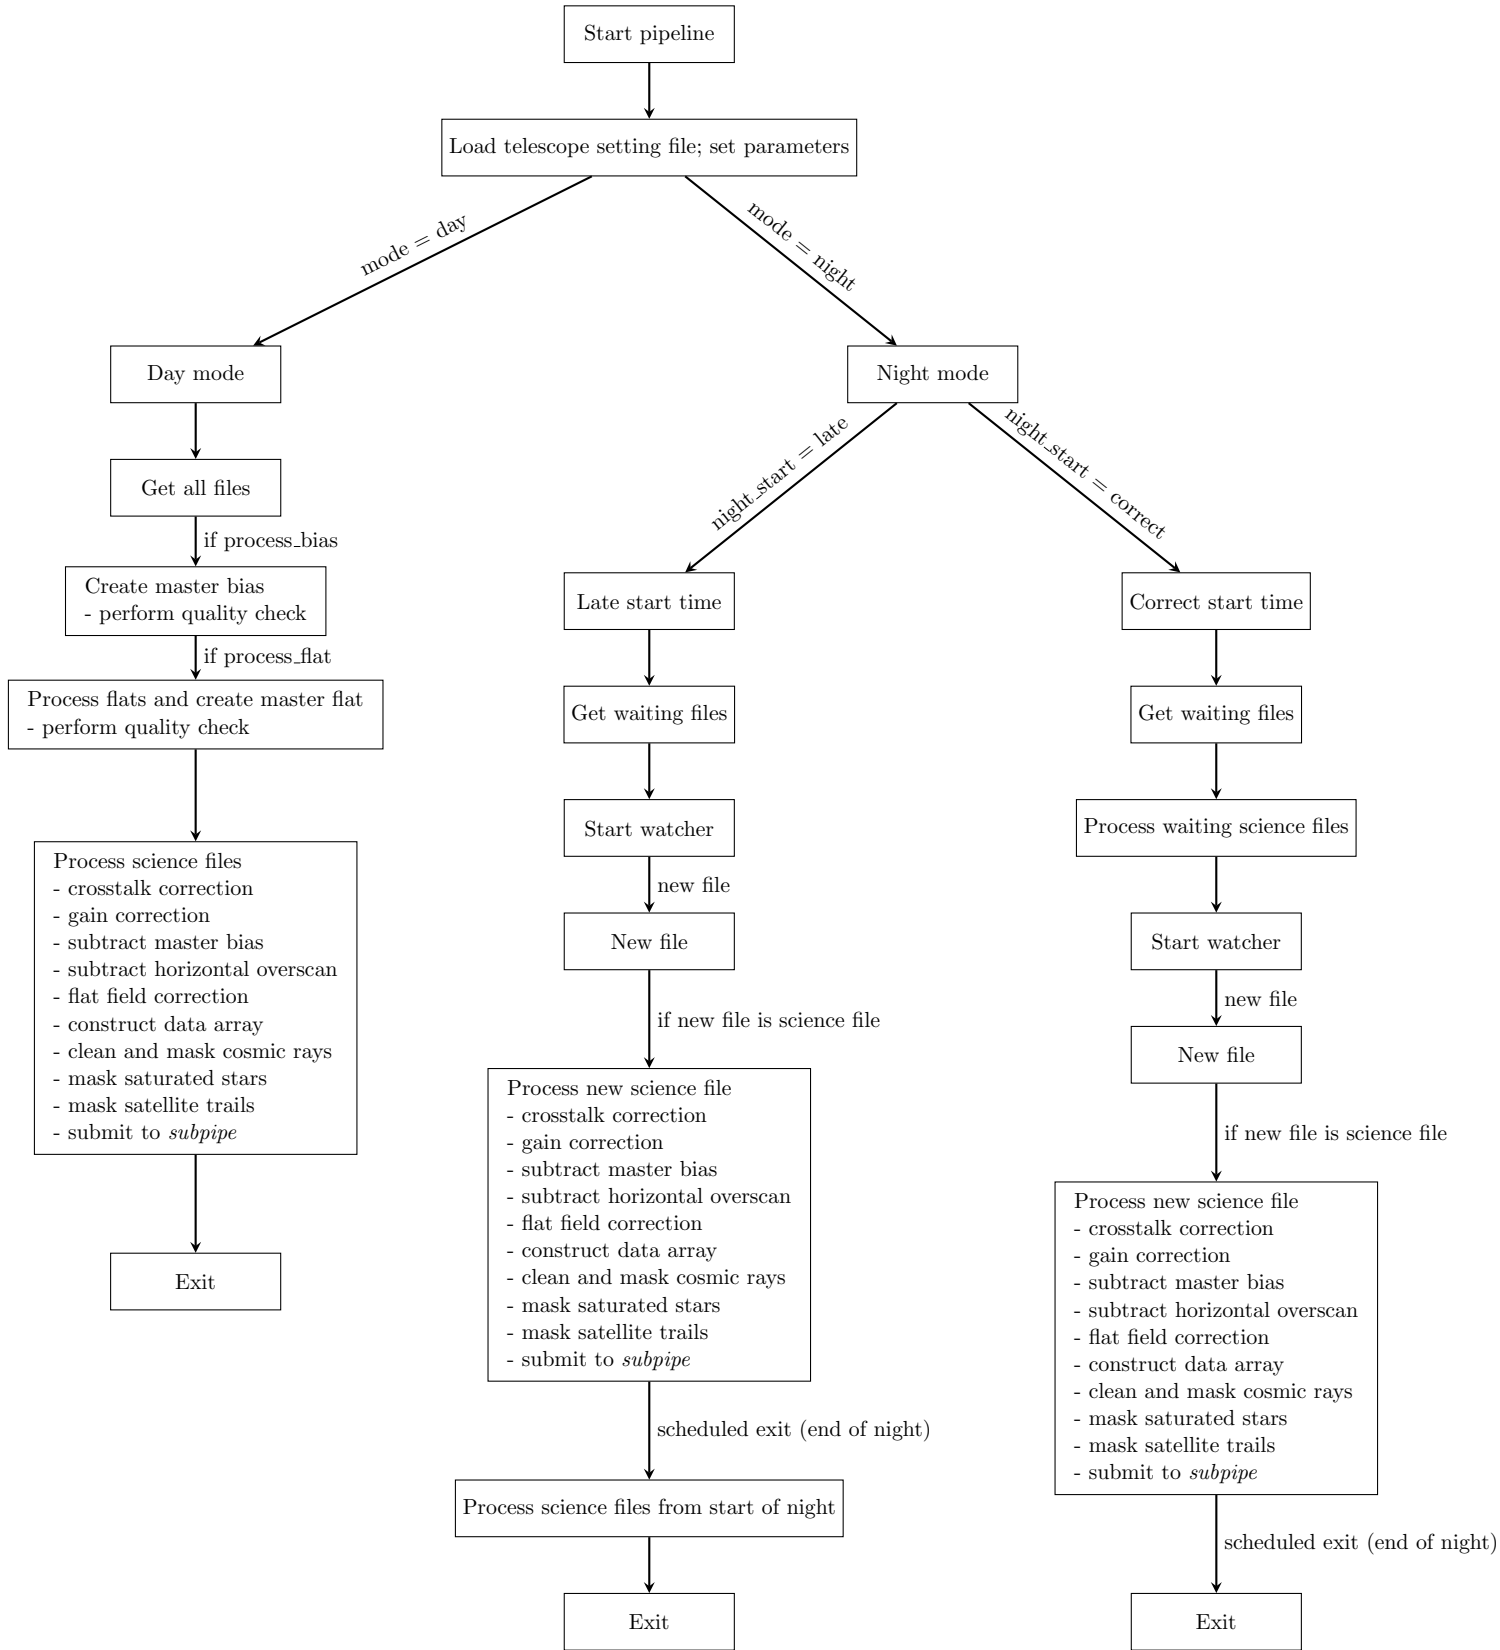 Start pipeline
Load telescope setting file; set parameters
mode = day
mode = night
Day mode
Get all files
if process_bias
Create master bias
- perform quality check
if process_flat
Process flats and create master flat
- perform quality check
Process science files
- crosstalk correction
- gain correction
- subtract master bias
- subtract horizontal overscan
- flat field correction
- construct data array
- clean and mask cosmic rays
- mask saturated stars
- mask satellite trails
- submit to subpipe
Exit
Night mode
night_start = late
night_start = correct
Late start time
Get waiting files
Start watcher
new file
New file
if new file is science file
Process new science file
- crosstalk correction
- gain correction
- subtract master bias
- subtract horizontal overscan
- flat field correction
- construct data array
- clean and mask cosmic rays
- mask saturated stars
- mask satellite trails
- submit to subpipe
scheduled exit (end of night)
Process science files from start of night
Exit
Correct start time
Get waiting files
Process waiting science files
Start watcher
new file
New file
if new file is science file
Process new science file
- crosstalk correction
- gain correction
- subtract master bias
- subtract horizontal overscan
- flat field correction
- construct data array
- clean and mask cosmic rays
- mask saturated stars
- mask satellite trails
- submit to subpipe
scheduled exit (end of night)
Exit